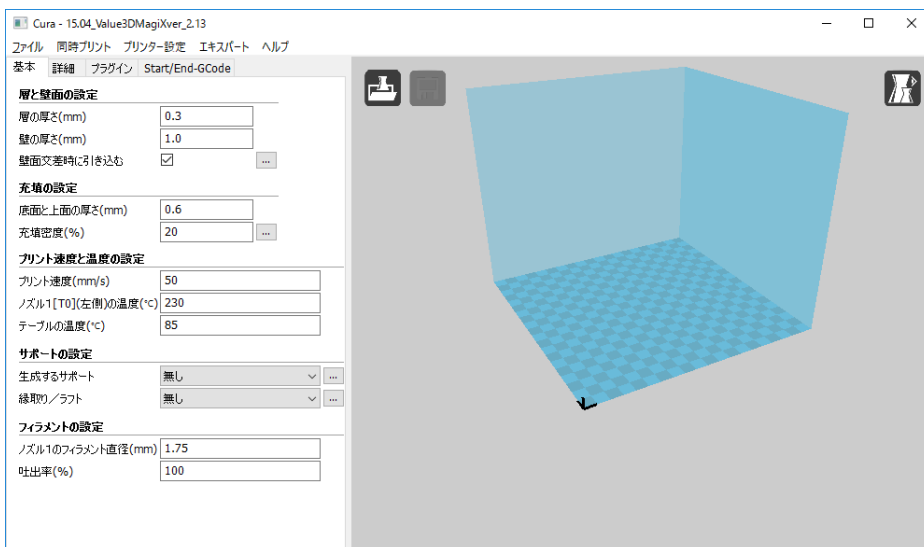 Cura - 15.04_Value3DMagiXver_2.13
ファイル 同時プリント プリンター設定 エキスパート ヘルプ
基本 詳細 プラグイン Start/End-GCode
層と壁面の設定
層の厚さ(mm) 0.3
壁の厚さ(mm) 1.0
壁面交差時に引き込む ...
充填の設定
底面と上面の厚さ(mm) 0.6
充填密度(%) 20 ...
プリント速度と温度の設定
プリント速度(mm/s) 50
ノズル1[T0](左側)の温度(℃) 230
テーブルの温度(℃) 85
サポートの設定
生成するサポート 無し ...
縁取り／ラフト 無し ...
フィラメントの設定
ノズル1のフィラメント直径(mm) 1.75
吐出率(%) 100